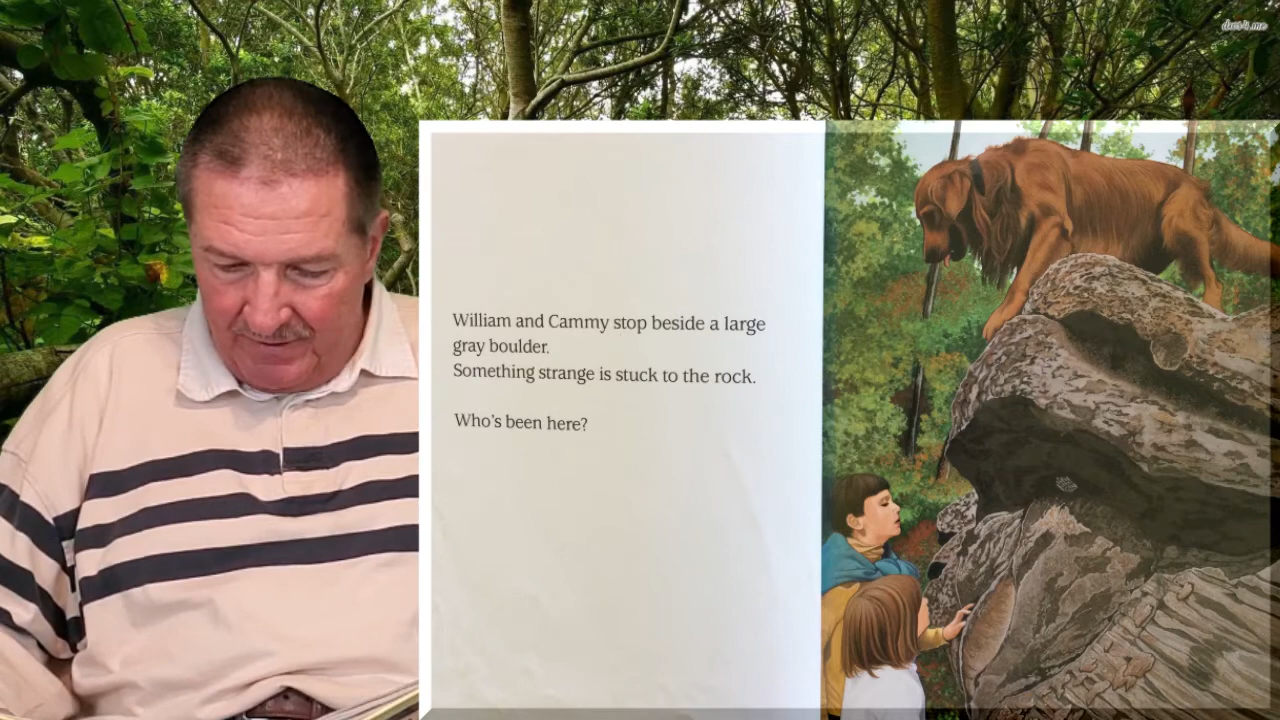 William and Cammy stop beside a large
gray boulder.
Something strange is stuck to the rock.
Who's been here?